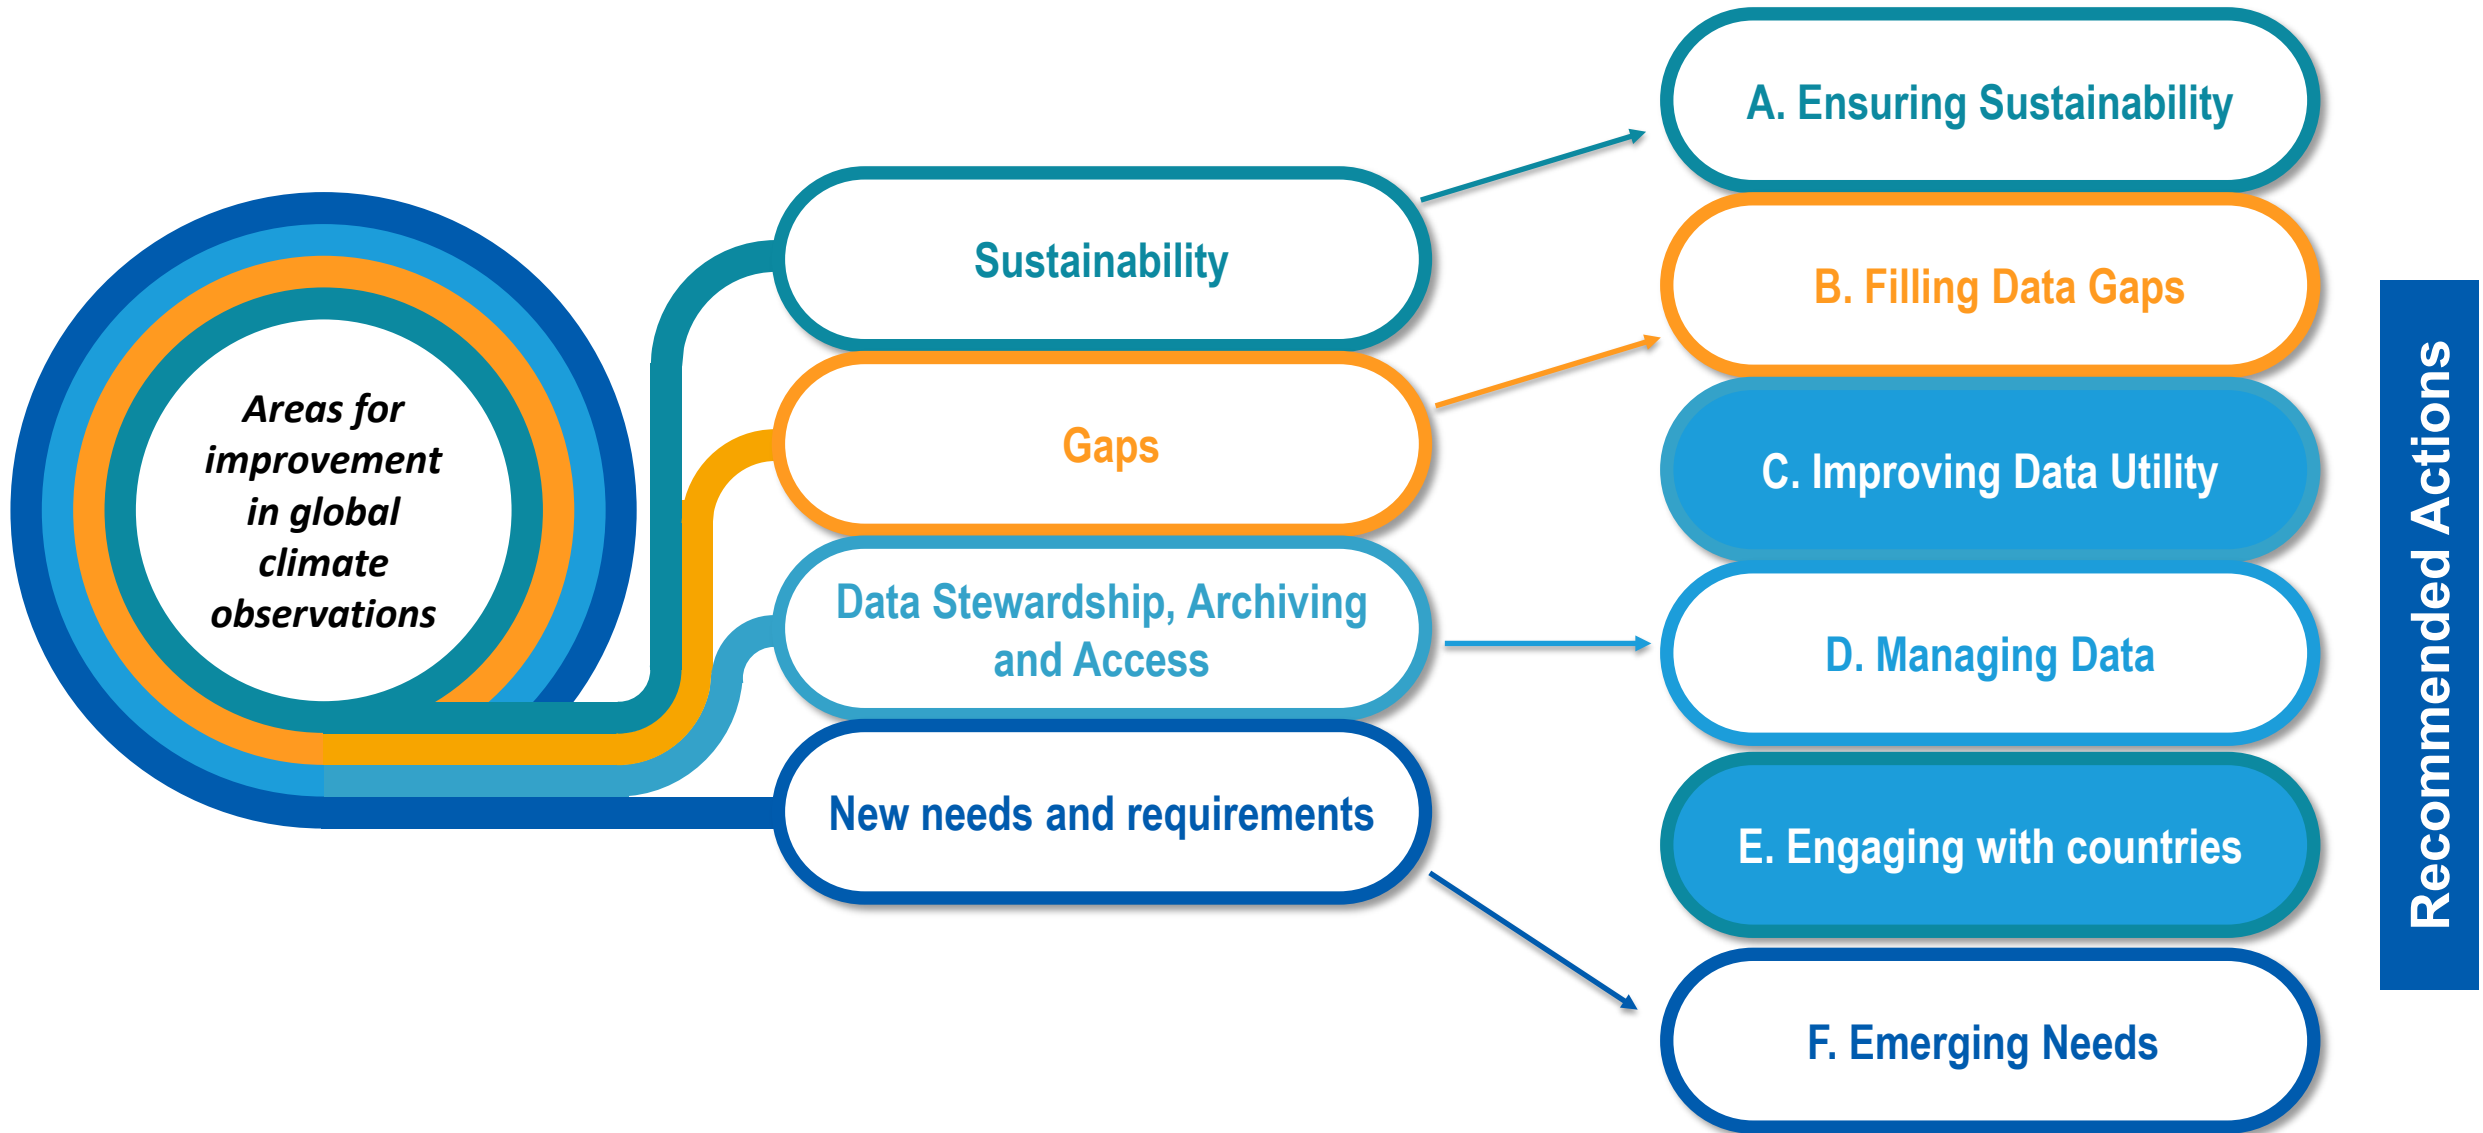 Areas for
improvement
in global
climate
observations
Sustainability
Gaps
Data Stewardship, Archiving
and Access
New needs and requirements
A. Ensuring Sustainability
B. Filling Data Gaps
C. Improving Data Utility
D. Managing Data
E. Engaging with countries
F. Emerging Needs
Recommended Actions